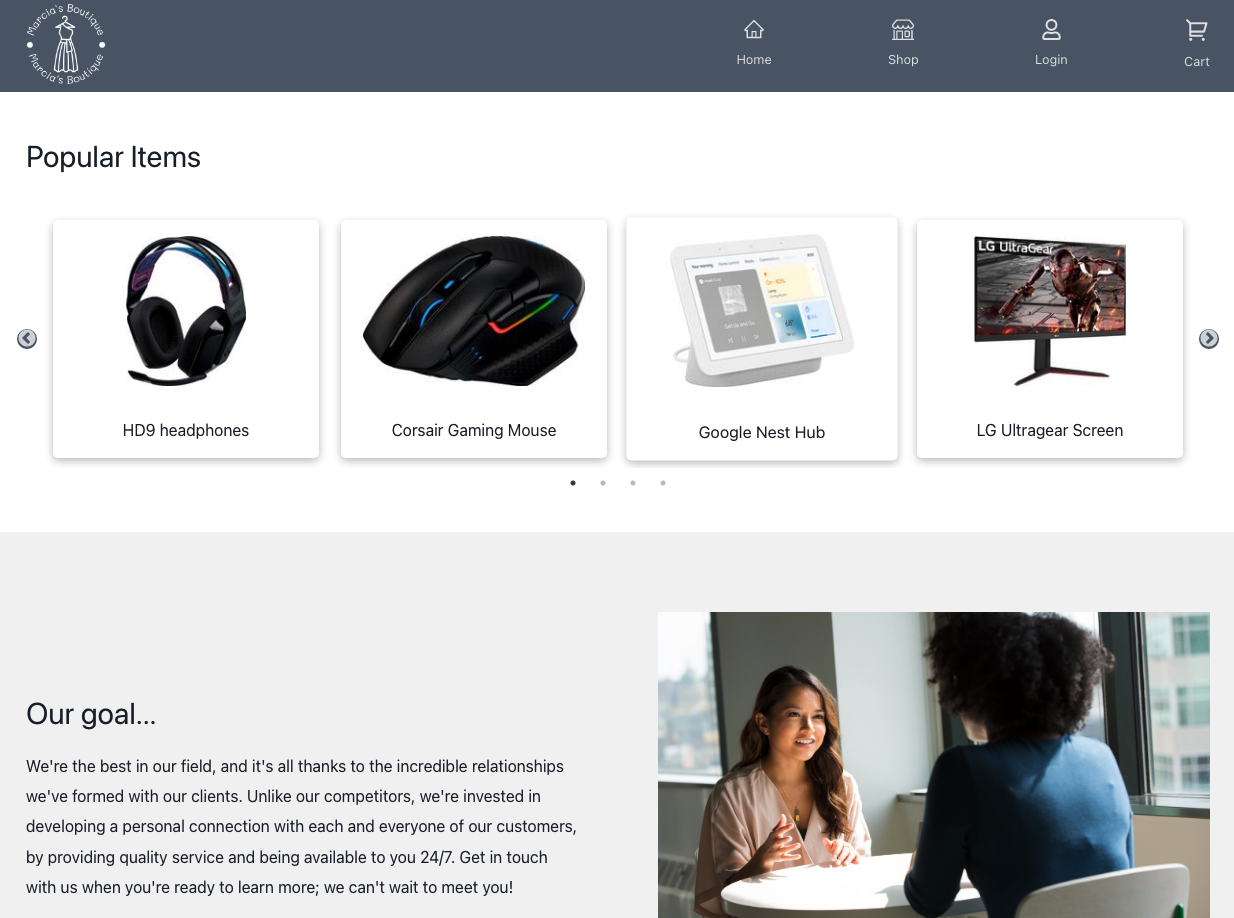 Marcia's Boutique
Marcia's Boutique
Home
Shop
Login
Cart
Popular Items
LG UltraGear
HD9 headphones
Corsair Gaming Mouse
Google Nest Hub
LG Ultragear Screen
Our goal...
We're the best in our field, and it's all thanks to the incredible relationships
we've formed with our clients. Unlike our competitors, we're invested in
developing a personal connection with each and everyone of our customers,
by providing quality service and being available to you 24/7. Get in touch
with us when you're ready to learn more; we can't wait to meet you!